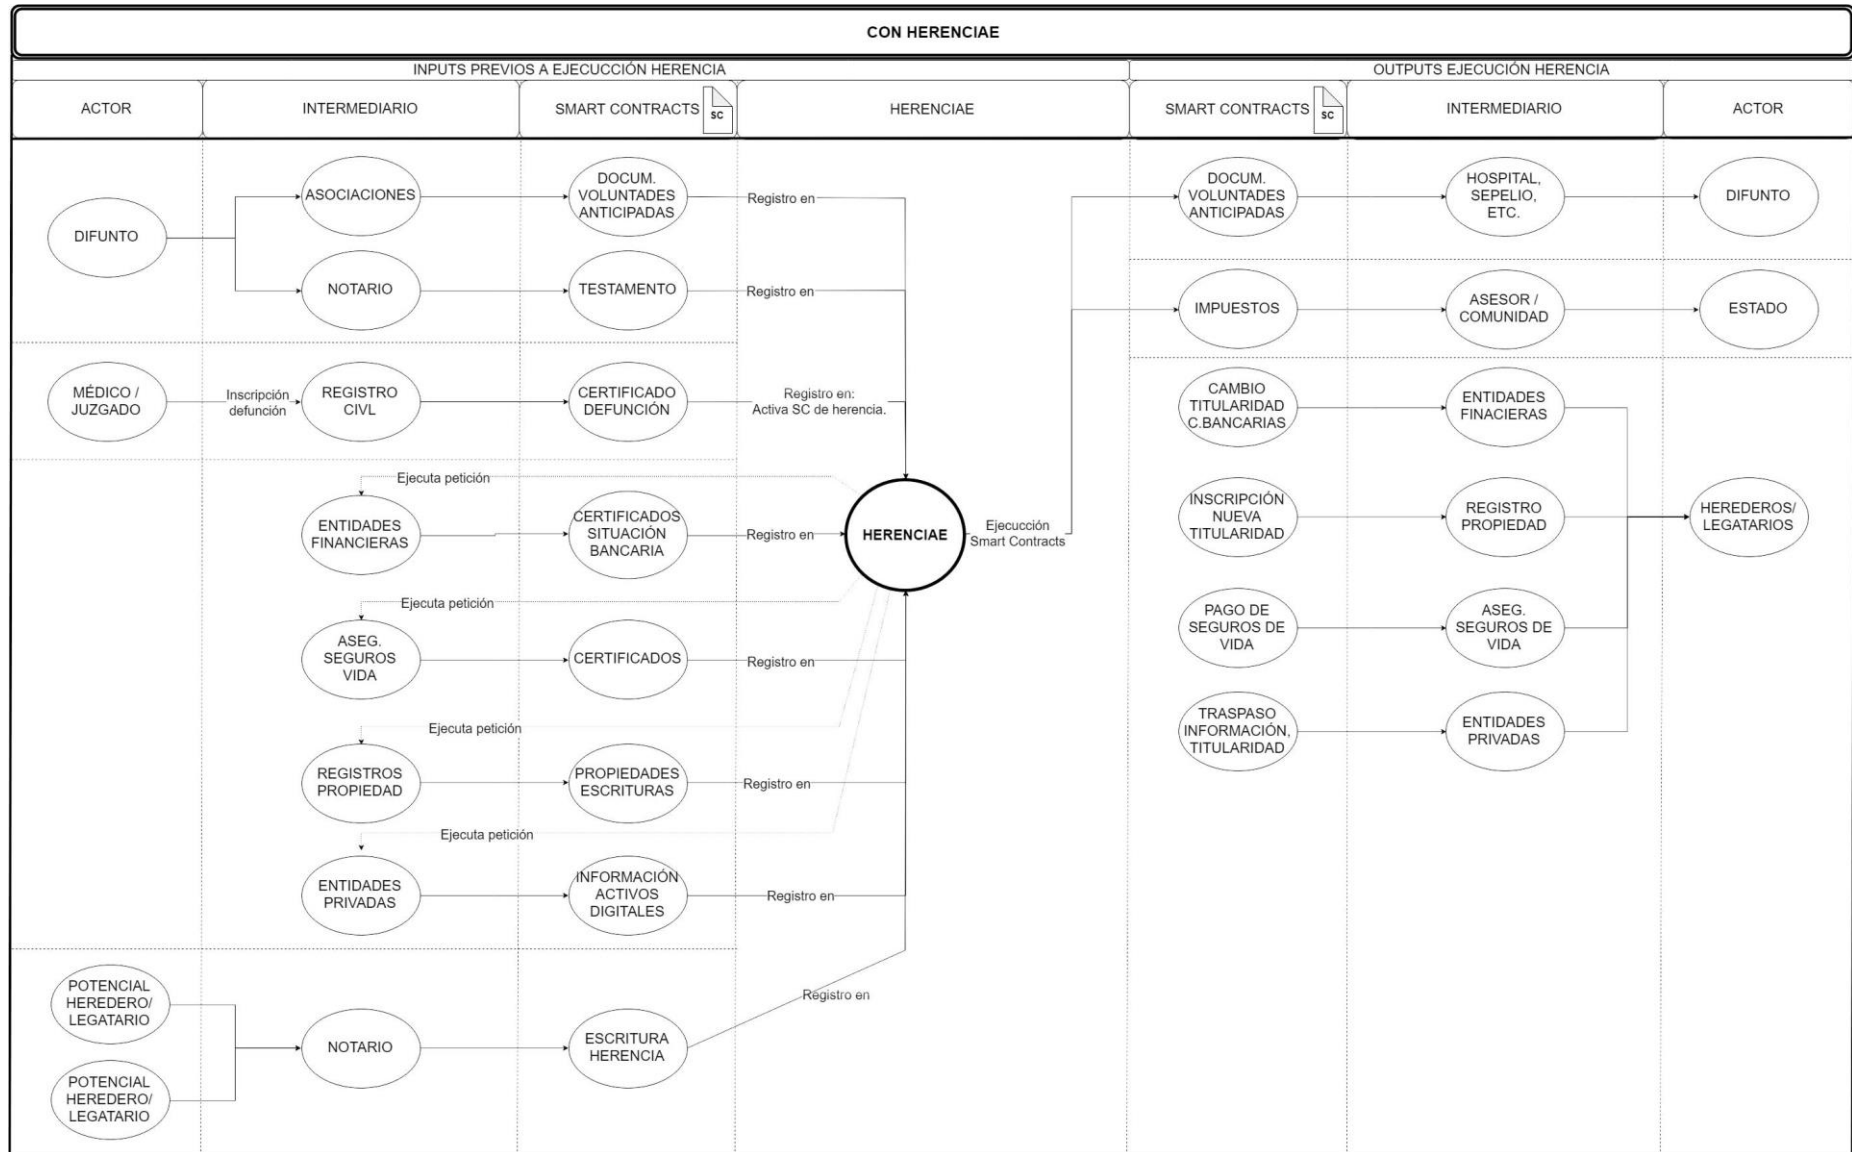 CON HERENCIAE
INPUTS PREVIOS A EJECUCCIÓN HERENCIA
OUTPUTS EJECUCIÓN HERENCIA
ACTOR
INTERMEDIARIO
SMART CONTRACTS
SC
HERENCIAE
SMART CONTRACTS
SC
INTERMEDIARIO
ACTOR
DIFUNTO
ASOCIACIONES
DOCUM.
VOLUNTADES
ANTICIPADAS
Registro en
NOTARIO
TESTAMENTO
Registro en
MÉDICO /
JUZGADO
Inscripción
defunción
REGISTRO
CIVL
CERTIFICADO
DEFUNCIÓN
Registro en:
Activa SC de herencia.
Ejecuta petición
ENTIDADES
FINANCIERAS
CERTIFICADOS
SITUACIÓN
BANCARIA
Registro en
HERENCIAE
Ejecucción
Smart Contracts
Ejecuta petición
ASEG.
SEGUROS
VIDA
CERTIFICADOS
Registro en
Ejecuta petición
REGISTROS
PROPIEDAD
PROPIEDADES
ESCRITURAS
Registro en
Ejecuta petición
ENTIDADES
PRIVADAS
INFORMACIÓN
ACTIVOS
DIGITALES
Registro en
POTENCIAL
HEREDERO/
LEGATARIO
POTENCIAL
HEREDERO/
LEGATARIO
NOTARIO
ESCRITURA
HERENCIA
Registro en
DOCUM.
VOLUNTADES
ANTICIPADAS
HOSPITAL,
SEPELIO,
ETC.
DIFUNTO
IMPUESTOS
ASESOR /
COMUNIDAD
ESTADO
CAMBIO
TITULARIDAD
C.BANCARIAS
ENTIDADES
FINACIERAS
INSCRIPCIÓN
NUEVA
TITULARIDAD
REGISTRO
PROPIEDAD
HEREDEROS/
LEGATARIOS
PAGO DE
SEGUROS DE
VIDA
ASEG.
SEGUROS DE
VIDA
TRASPASO
INFORMACIÓN,
TITULARIDAD
ENTIDADES
PRIVADAS